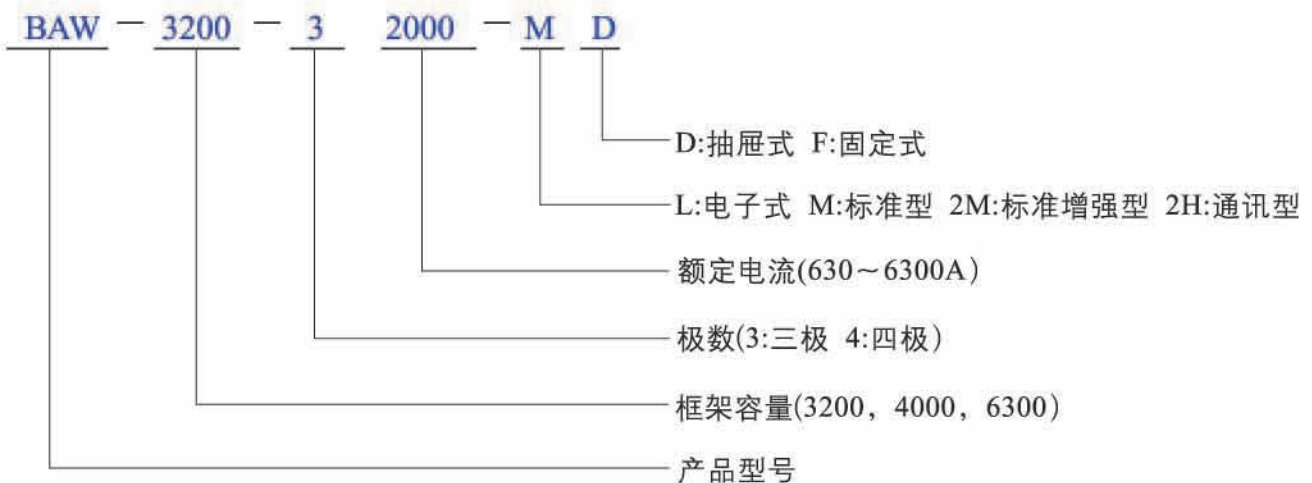 BAW - 3200 - 3 2000 - M D
D:抽屉式 F:固定式
L:电子式 M:标准型 2M:标准增强型 2H:通讯型
额定电流(630～6300A)
极数(3:三极 4:四极)
框架容量(3200，4000，6300)
产品型号